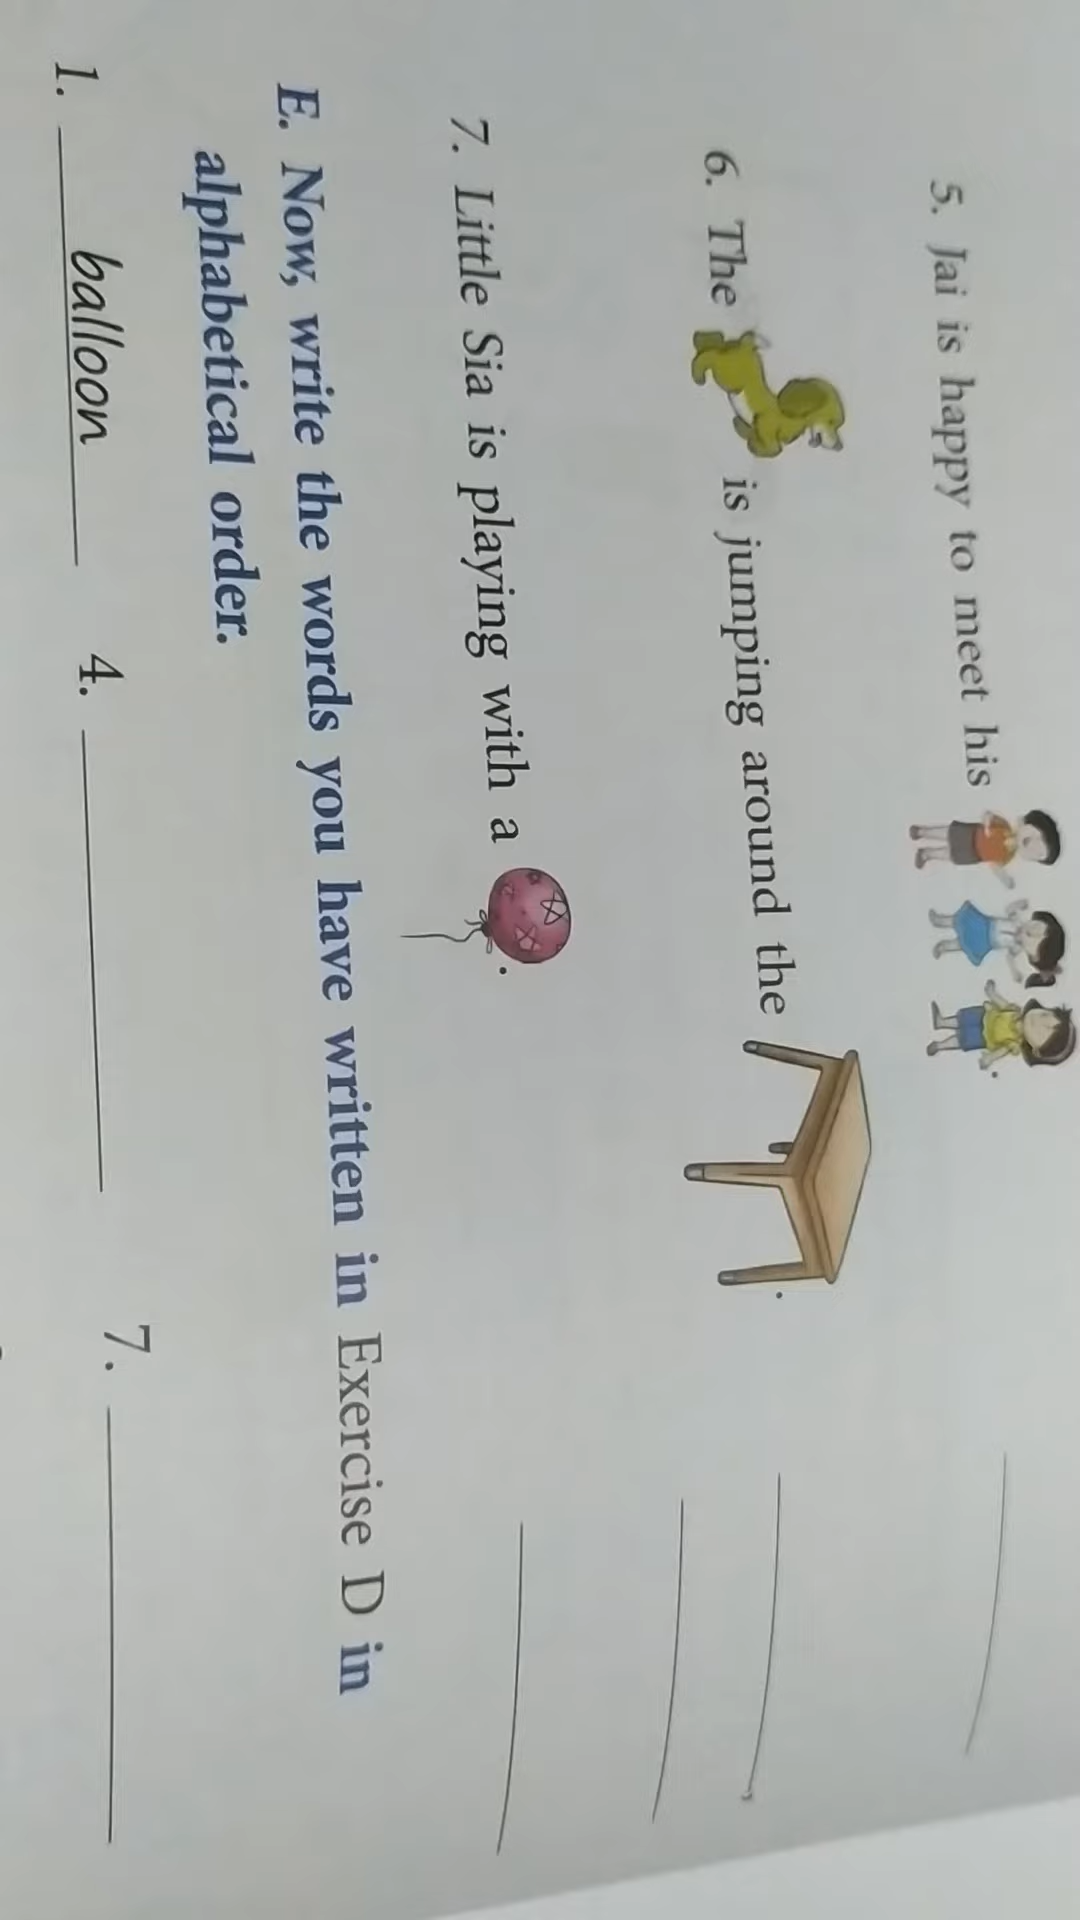 5. Jai is happy to meet his .
6. The is jumping around the .
,
7. Little Sia is playing with a .
E. Now, write the words you have written in Exercise D in
alphabetical order.
1. balloon 4. 7.